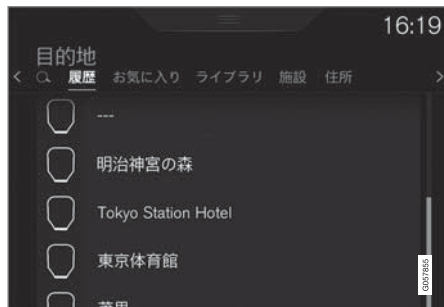 16:19
目的地
履歴 お気に入り ライブラリ 施設 住所
---
明治神宮の森
Tokyo Station Hotel
東京体育館
G057855